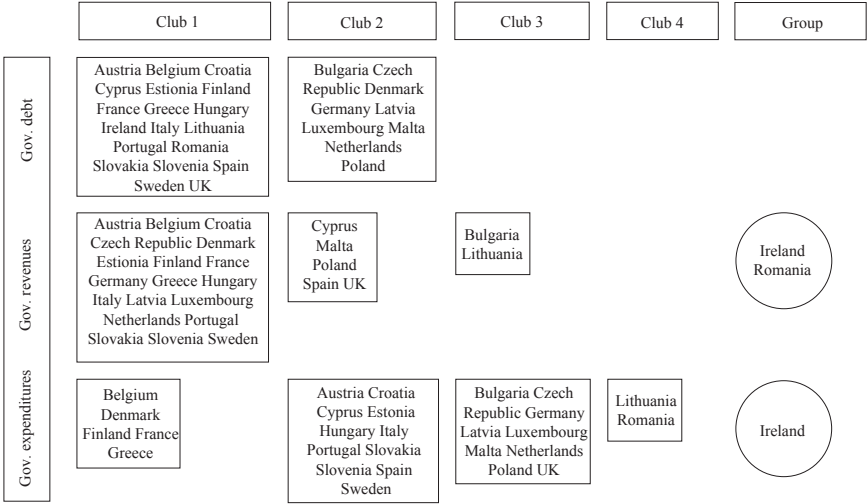 Club 1
Club 2
Club 3
Club 4
Group
Gov. debt
Austria Belgium Croatia
Cyprus Estionia Finland
France Greece Hungary
Ireland Italy Lithuania
Portugal Romania
Slovakia Slovenia Spain
Sweden UK
Bulgaria Czech
Republic Denmark
Germany Latvia
Luxembourg Malta
Netherlands
Poland
Gov. revenues
Austria Belgium Croatia
Czech Republic Denmark
Estionia Finland France
Germany Greece Hungary
Italy Latvia Luxembourg
Netherlands Portugal
Slovakia Slovenia Sweden
Cyprus
Malta
Poland
Spain UK
Bulgaria
Lithuania
Ireland
Romania
Gov. expenditures
Belgium
Denmark
Finland France
Greece
Austria Croatia
Cyprus Estonia
Hungary Italy
Portugal Slovakia
Slovenia Spain
Sweden
Bulgaria Czech
Republic Germany
Latvia Luxembourg
Malta Netherlands
Poland UK
Lithuania
Romania
Ireland